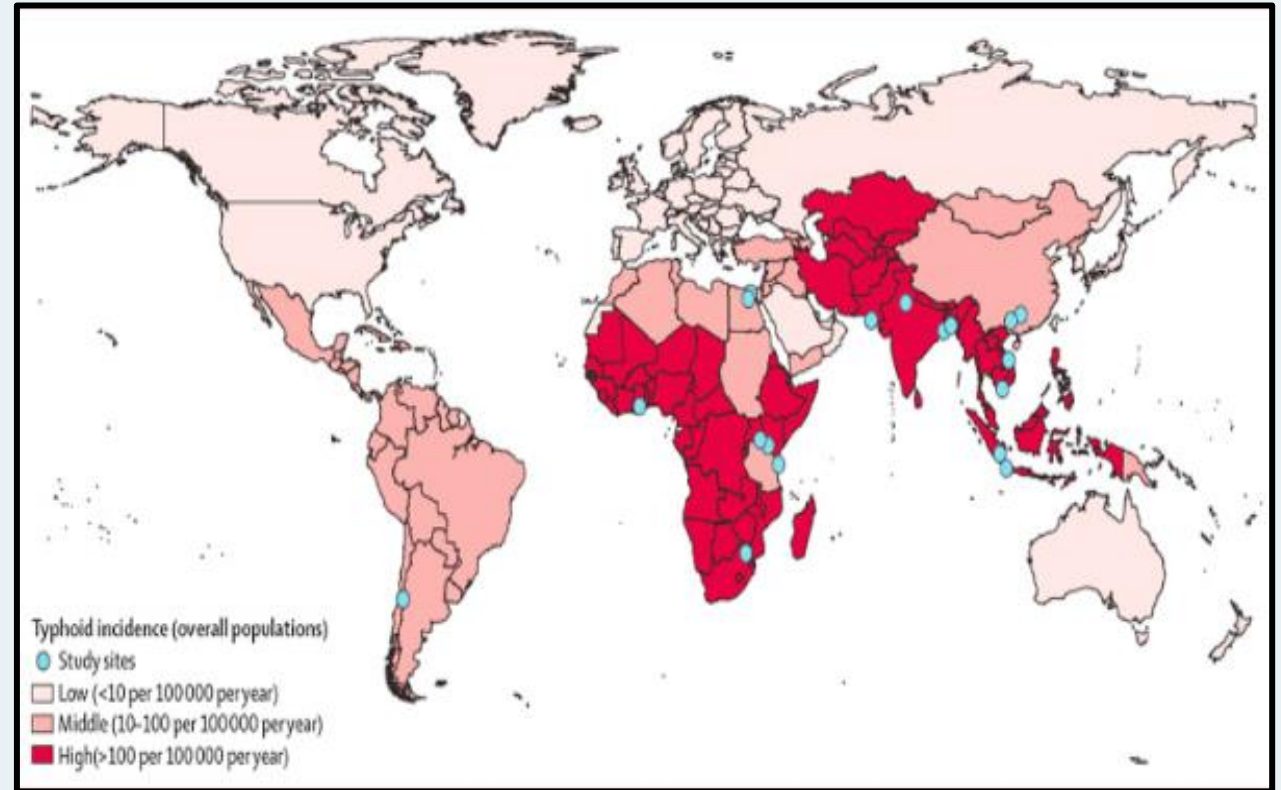 Typhoid incidence (overall populations)
Study sites
Low (<10 per 100 000 per year)
Middle (10-100 per 100 000 per year)
High(>100 per 100 000 per year)